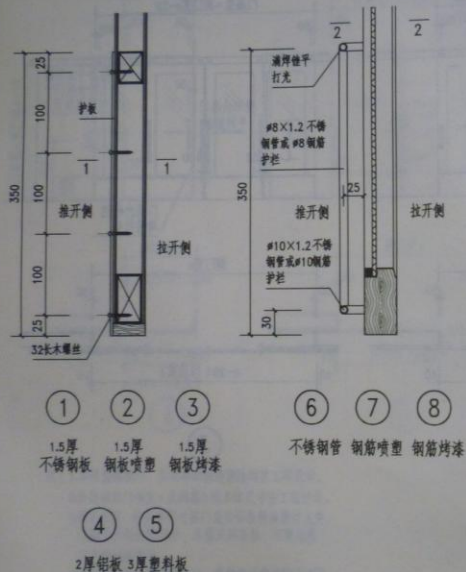 25
100
100
100
25
350
护板
1
1
推开侧
拉开侧
32长木螺丝
2
2
满焊锉平
打光
ø8×1.2不锈
钢管或ø8钢筋
护栏
25
350
推开侧
拉开侧
ø10×1.2不锈
钢管或ø10钢筋
护栏
30
① ② ③
1.5厚 1.5厚 1.5厚
不锈钢板 钢板喷塑 钢板烤漆
⑥ ⑦ ⑧
不锈钢管 钢筋喷塑 钢筋烤漆
④ ⑤
2厚铝板 3厚塑料板